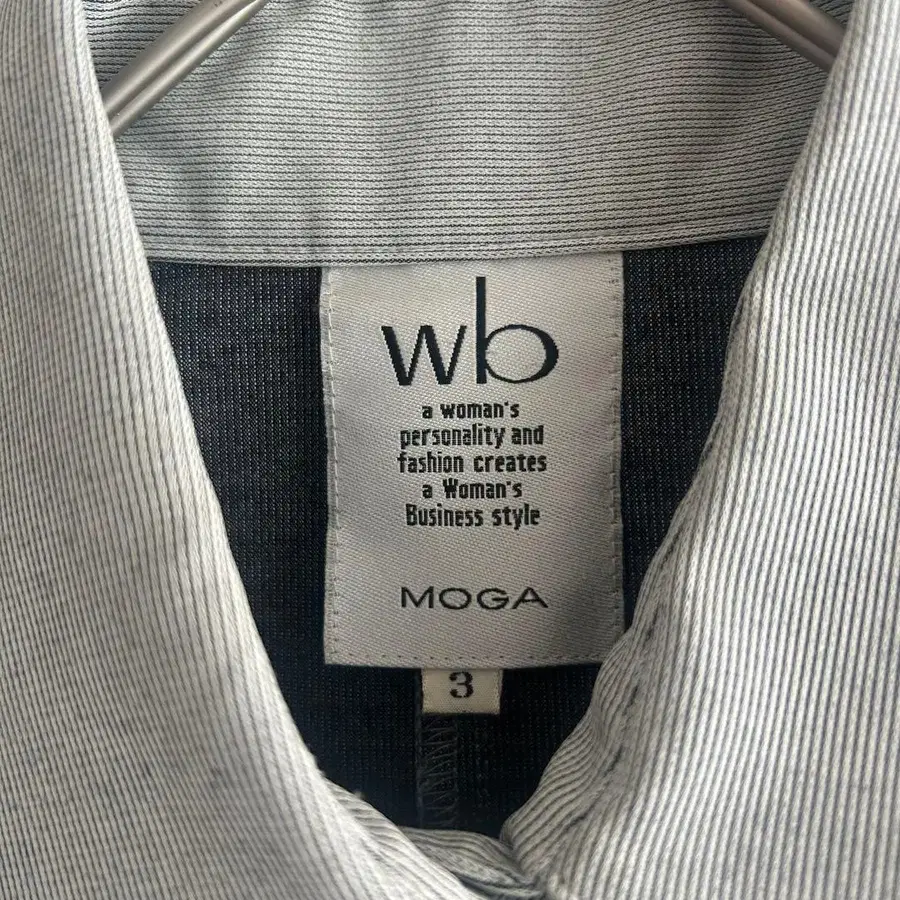 wb
a woman's
personality and
fashion creates
a Woman's
Business style
MOGA
3